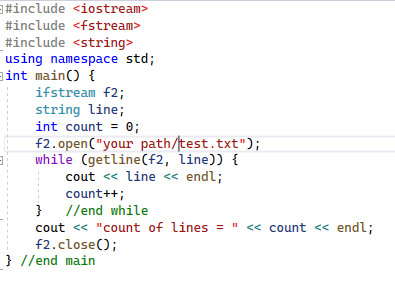 #include <iostream>
#include <fstream>
#include <string>
using namespace std;
int main() {
    ifstream f2;
    string line;
    int count = 0;
    f2.open("your path/test.txt");
    while (getline(f2, line)) {
        cout << line << endl;
        count++;
    }   //end while
    cout << "count of lines = " << count << endl;
    f2.close();
} //end main